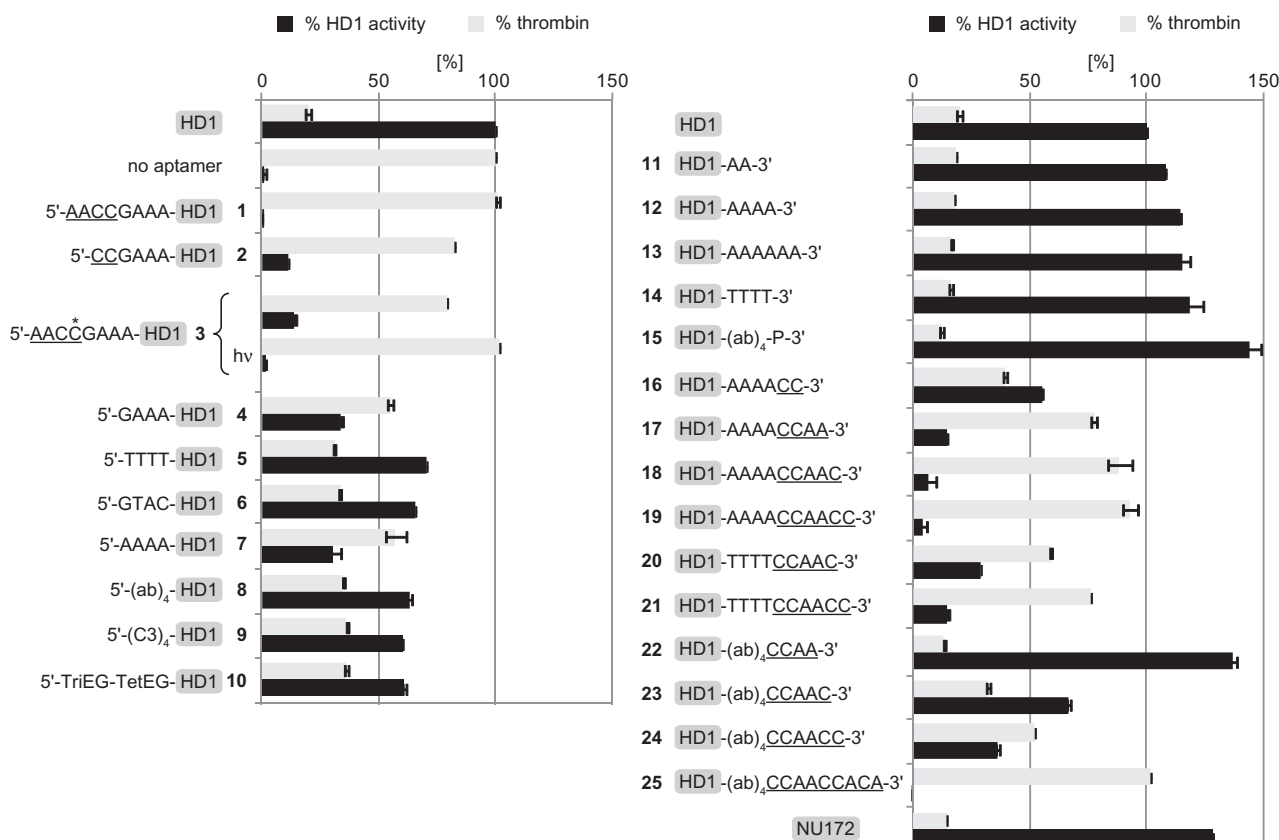 % HD1 activity % thrombin
[%]
0 50 100 150
HD1
no aptamer
5'-AACCGAAA-HD1 1
5'-CCGAAA-HD1 2
*
5'-AACCGAAA-HD1 3
hν
5'-GAAA-HD1 4
5'-TTTT-HD1 5
5'-GTAC-HD1 6
5'-AAAA-HD1 7
5'-(ab)4-HD1 8
5'-(C3)4-HD1 9
5'-TriEG-TetEG-HD1 10
% HD1 activity % thrombin
[%]
0 50 100 150
HD1
11 HD1-AA-3'
12 HD1-AAAA-3'
13 HD1-AAAAAA-3'
14 HD1-TTTT-3'
15 HD1-(ab)4-P-3'
16 HD1-AAAACC-3'
17 HD1-AAAACCAA-3'
18 HD1-AAAACCAAC-3'
19 HD1-AAAACCAACC-3'
20 HD1-TTTTCCAAC-3'
21 HD1-TTTTCCAACC-3'
22 HD1-(ab)4CCAA-3'
23 HD1-(ab)4CCAAC-3'
24 HD1-(ab)4CCAACC-3'
25 HD1-(ab)4CCAACCACA-3'
NU172